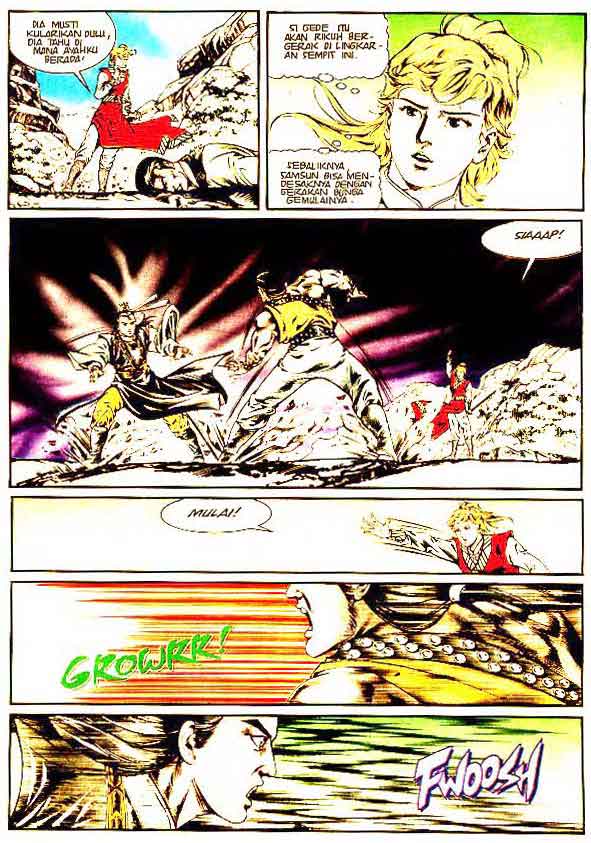 DIA MUSTI
KULARIKAN DULU,
DIA TAHU DI
MANA AYAHKU
BERADA!
SI GEDE ITU
AKAN RIKUH BER-
GERAK DI LINGKAR-
AN SEMPIT INI.
SEBALIKNYA
SAMSUN BISA MEN-
DESAKNYA DENGAN
GERAKAN BUNGA
GEMULAINYA.
SIAAAP!
MULAI!
GROWRR!
FWOOSH